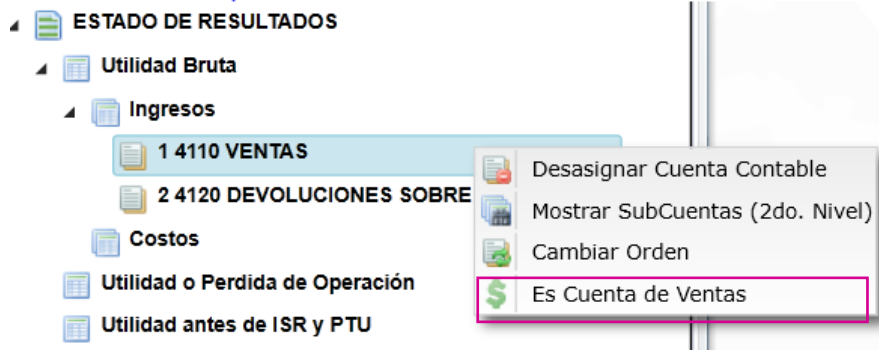 ESTADO DE RESULTADOS
Utilidad Bruta
Ingresos
1 4110 VENTAS
2 4120 DEVOLUCIONES SOBRE
Costos
Utilidad o Perdida de Operación
Utilidad antes de ISR y PTU
Desasignar Cuenta Contable
Mostrar SubCuentas (2do. Nivel)
Cambiar Orden
Es Cuenta de Ventas